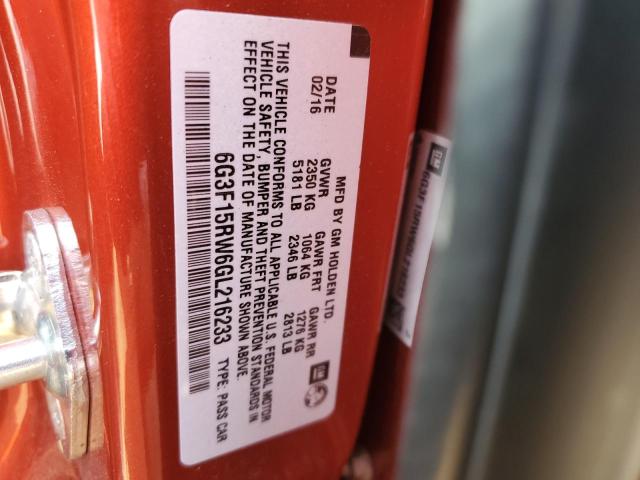 MFD BY GM HOLDEN LTD.
DATE GVWR GAWR FRT GAWR RR
02/16 2350 KG 1064 KG 1276 KG
5181 LB 2346 LB 2813 LB
THIS VEHICLE CONFORMS TO ALL APPLICABLE U.S. FEDERAL MOTOR
VEHICLE SAFETY, BUMPER AND THEFT PREVENTION STANDARDS IN
EFFECT ON THE DATE OF MANUFACTURE SHOWN ABOVE.
6G3F15RW6GL216233 TYPE: PASS CAR
GM
GM